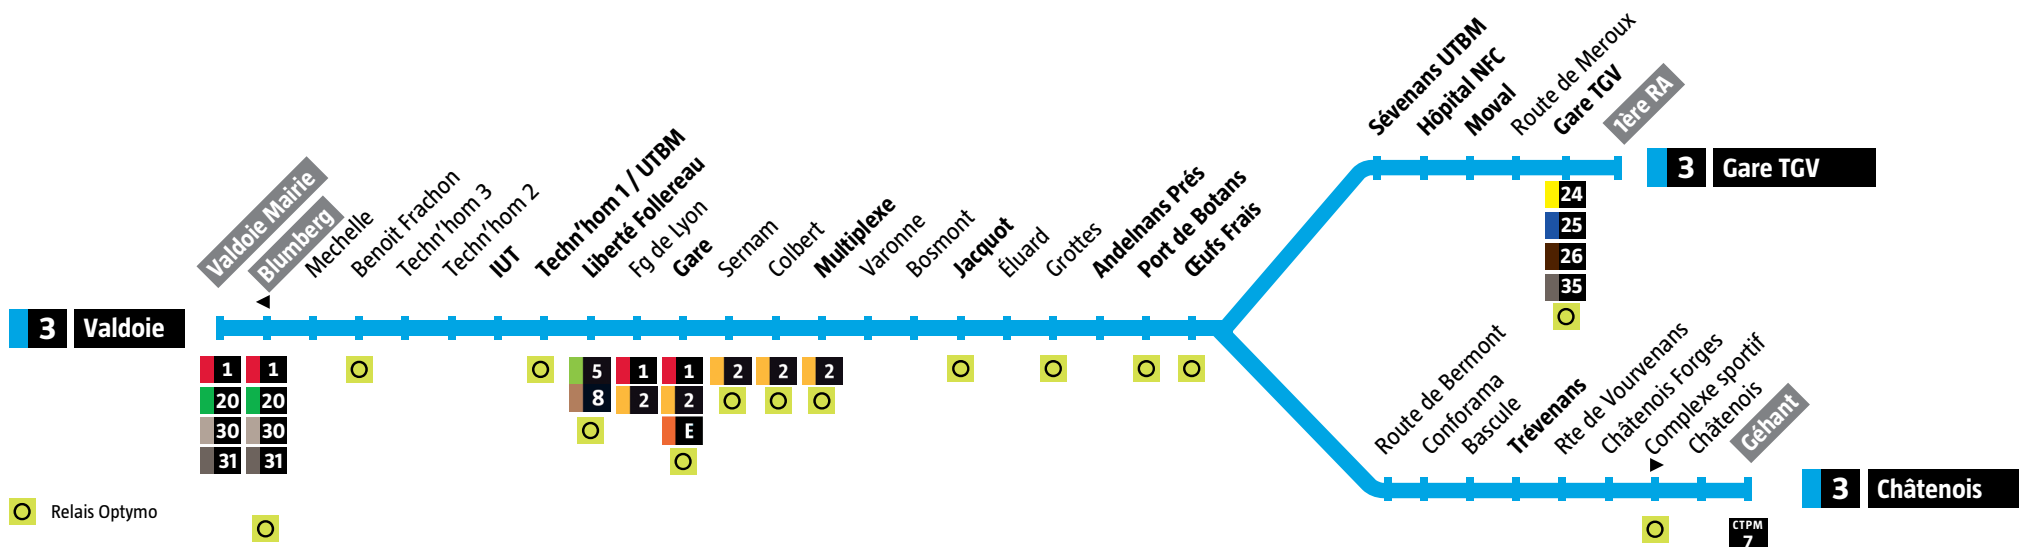 Sévenans UTBM
Hôpital NFC
Moval
Route de Meroux
Gare TGV
1ère RA
3 Gare TGV
24
25
26
35
Valdoie Mairie
Blumberg
Mechelle
Benoit Frachon
Techn'hom 3
Techn'hom 2
IUT
Techn'hom 1 / UTBM
Liberté Follereau
Fg de Lyon
Gare
Sernam
Colbert
Multiplexe
Varonne
Bosmont
Jacquot
Éluard
Grottes
Andelnans Prés
Port de Botans
Œufs Frais
3 Valdoie
1 1 5 1 1 2 2 2
20 20 8 2 2
30 30 E
31 31
Route de Bermont
Conforama
Bascule
Trévenans
Rte de Vourvenans
Châtenois Forges
Complexe sportif
Châtenois
Géhant
3 Châtenois
Relais Optymo
CTPM
7